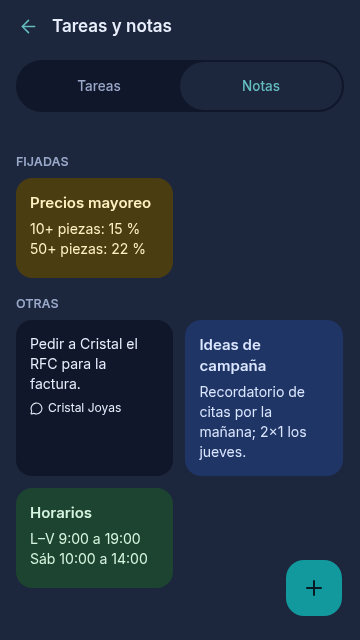 Tareas y notas
Tareas
Notas
FIJADAS
Precios mayoreo
10+ piezas: 15 %
50+ piezas: 22 %
OTRAS
Pedir a Cristal el
RFC para la
factura.
Cristal Joyas
Ideas de
campaña
Recordatorio de
citas por la
mañana; 2×1 los
jueves.
Horarios
L–V 9:00 a 19:00
Sáb 10:00 a 14:00